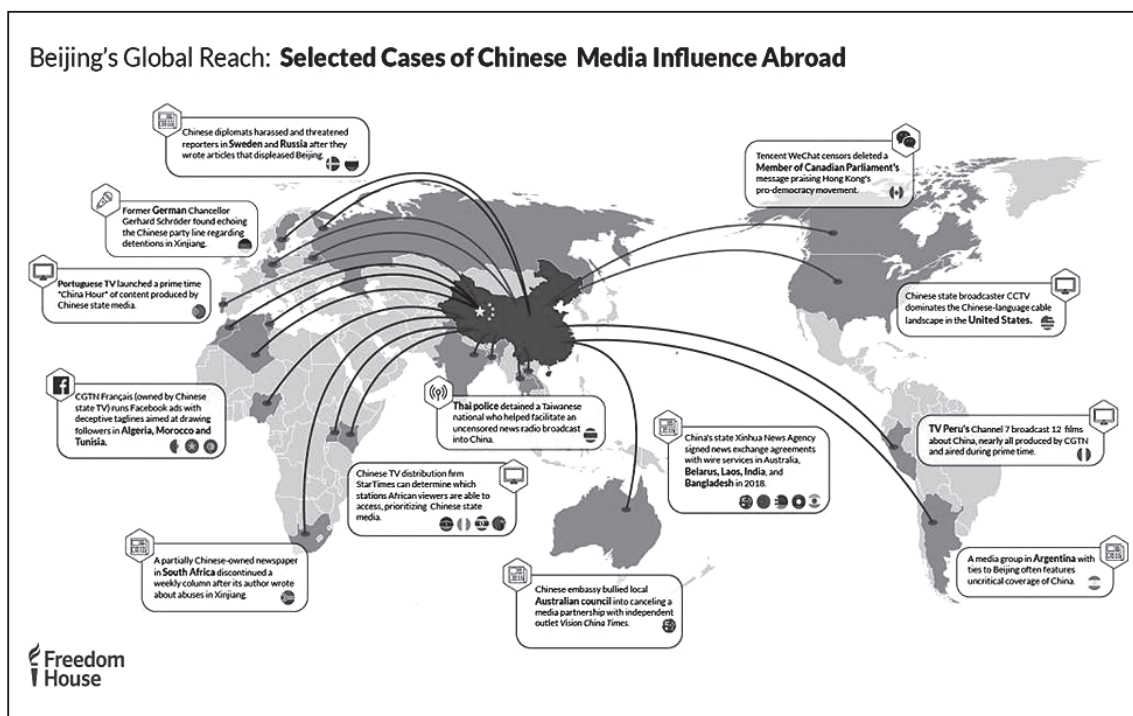 Beijing's Global Reach: Selected Cases of Chinese Media Influence Abroad
Chinese diplomats harassed and threatened
reporters in Sweden and Russia after they
wrote articles that displeased Beijing.
Former German Chancellor
Gerhard Schröder found echoing
the Chinese party line regarding
detentions in Xinjiang.
Portuguese TV launched a prime time
"China Hour" of content produced by
Chinese state media.
CGTN Français (owned by Chinese
state TV) runs Facebook ads with
deceptive taglines aimed at drawing
followers in Algeria, Morocco and
Tunisia.
A partially Chinese-owned newspaper
in South Africa discontinued a
weekly column after its author wrote
about abuses in Xinjiang.
Chinese TV distribution firm
StarTimes can determine which
stations African viewers are able to
access, prioritizing Chinese state
media.
Thai police detained a Taiwanese
national who helped facilitate an
uncensored news radio broadcast
into China.
Chinese embassy bullied local
Australian council into canceling a
media partnership with independent
outlet Vision China Times.
China's state Xinhua News Agency
signed news exchange agreements
with wire services in Australia,
Belarus, Laos, India, and
Bangladesh in 2018.
Tencent WeChat censors deleted a
Member of Canadian Parliament's
message praising Hong Kong's
pro-democracy movement.
Chinese state broadcaster CCTV
dominates the Chinese-language cable
landscape in the United States.
TV Peru's Channel 7 broadcast 12 films
about China, nearly all produced by CGTN
and aired during prime time.
A media group in Argentina with
ties to Beijing often features
uncritical coverage of China.
Freedom
House